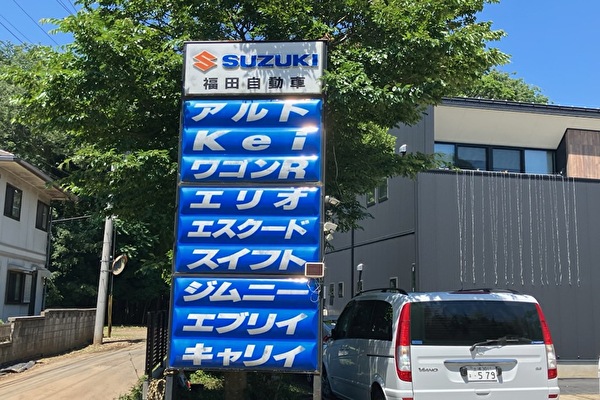 SUZUKI
福田自動車
アルト
Kei
ワゴンR
エリオ
エスクード
スイフト
ジムニー
エブリイ
キャリイ
579